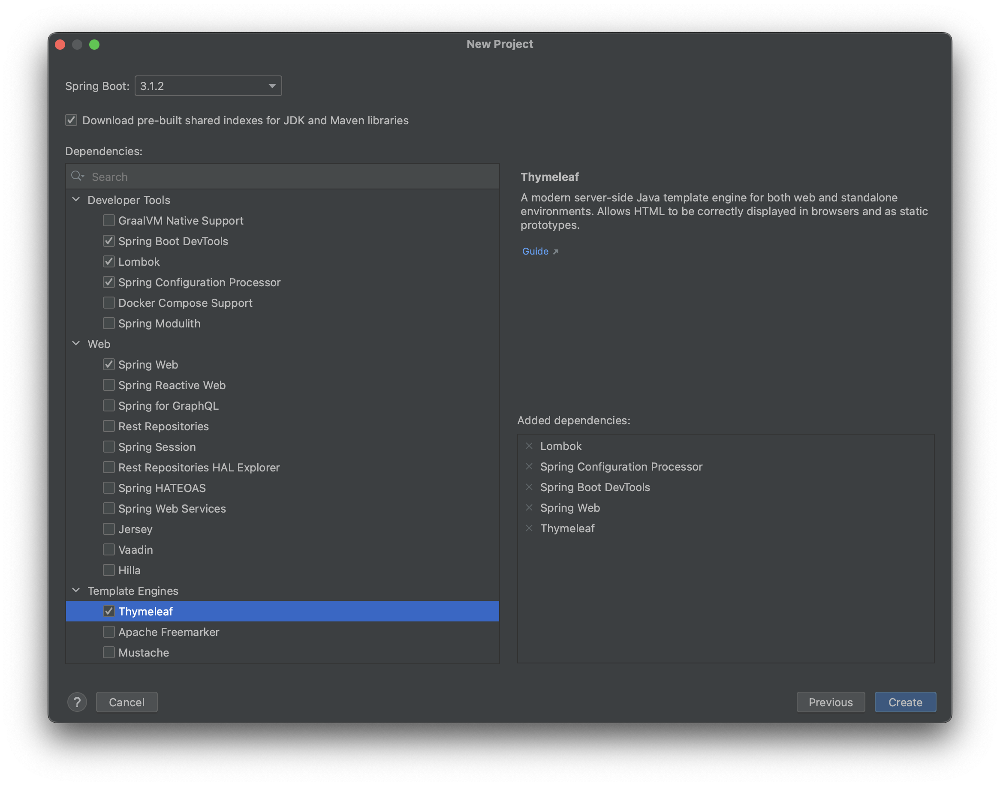 New Project
Spring Boot: 3.1.2
Download pre-built shared indexes for JDK and Maven libraries
Dependencies:
Search
Developer Tools
GraalVM Native Support
Spring Boot DevTools
Lombok
Spring Configuration Processor
Docker Compose Support
Spring Modulith
Web
Spring Web
Spring Reactive Web
Spring for GraphQL
Rest Repositories
Spring Session
Rest Repositories HAL Explorer
Spring HATEOAS
Spring Web Services
Jersey
Vaadin
Hilla
Template Engines
Thymeleaf
Apache Freemarker
Mustache
Thymeleaf
A modern server-side Java template engine for both web and standalone
environments. Allows HTML to be correctly displayed in browsers and as static
prototypes.
Guide
Added dependencies:
Lombok
Spring Configuration Processor
Spring Boot DevTools
Spring Web
Thymeleaf
? Cancel Previous Create